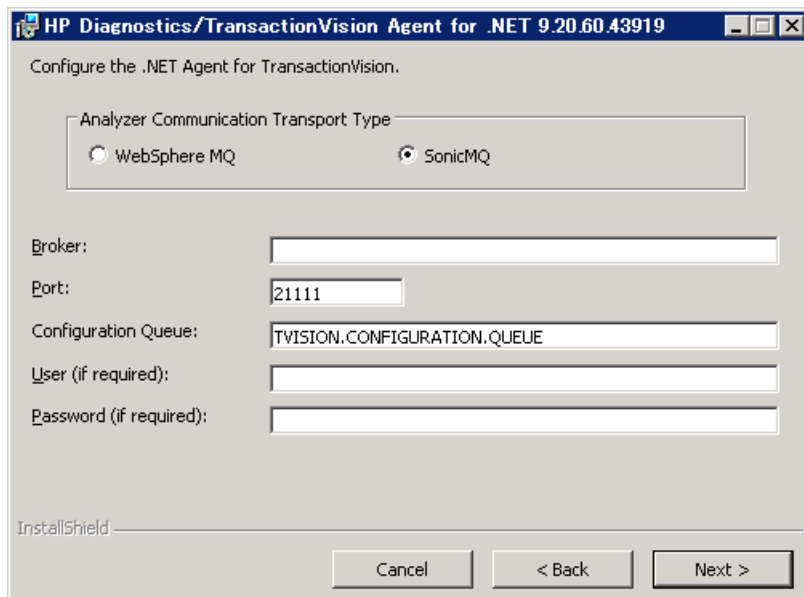 HP Diagnostics/TransactionVision Agent for .NET 9.20.60.43919
Configure the .NET Agent for TransactionVision.
Analyzer Communication Transport Type
WebSphere MQ
SonicMQ
Broker:
Port:
21111
Configuration Queue:
TVISION.CONFIGURATION.QUEUE
User (if required):
Password (if required):
InstallShield
Cancel
< Back
Next >